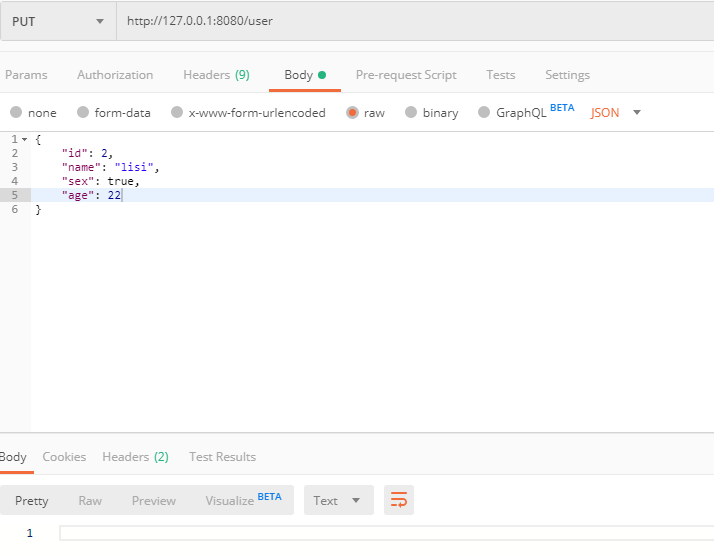 PUT http://127.0.0.1:8080/user
Params Authorization Headers (9) Body Pre-request Script Tests Settings
none form-data x-www-form-urlencoded raw binary GraphQL BETA JSON
1 {
2 "id": 2,
3 "name": "lisi",
4 "sex": true,
5 "age": 22
6 }
Body Cookies Headers (2) Test Results
Pretty Raw Preview Visualize BETA Text
1